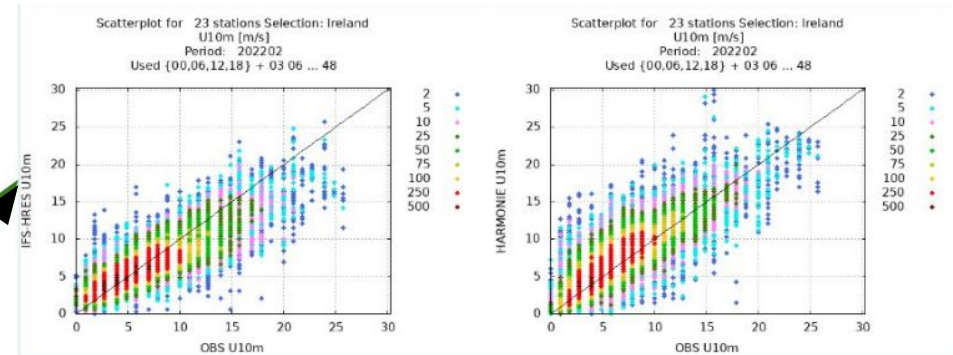 Scatterplot for 23 stations Selection: Ireland
U10m [m/s]
Period: 202202
Used {00,06,12,18} + 03 06 ... 48
30
25
20
15
10
5
0
IFS-HRES U10m
0 5 10 15 20 25 30
OBS U10m
2
5
10
25
50
75
100
250
500
Scatterplot for 23 stations Selection: Ireland
U10m [m/s]
Period: 202202
Used {00,06,12,18} + 03 06 ... 48
30
25
20
15
10
5
0
HARMONIE U10m
0 5 10 15 20 25 30
OBS U10m
2
5
10
25
50
75
100
250
500